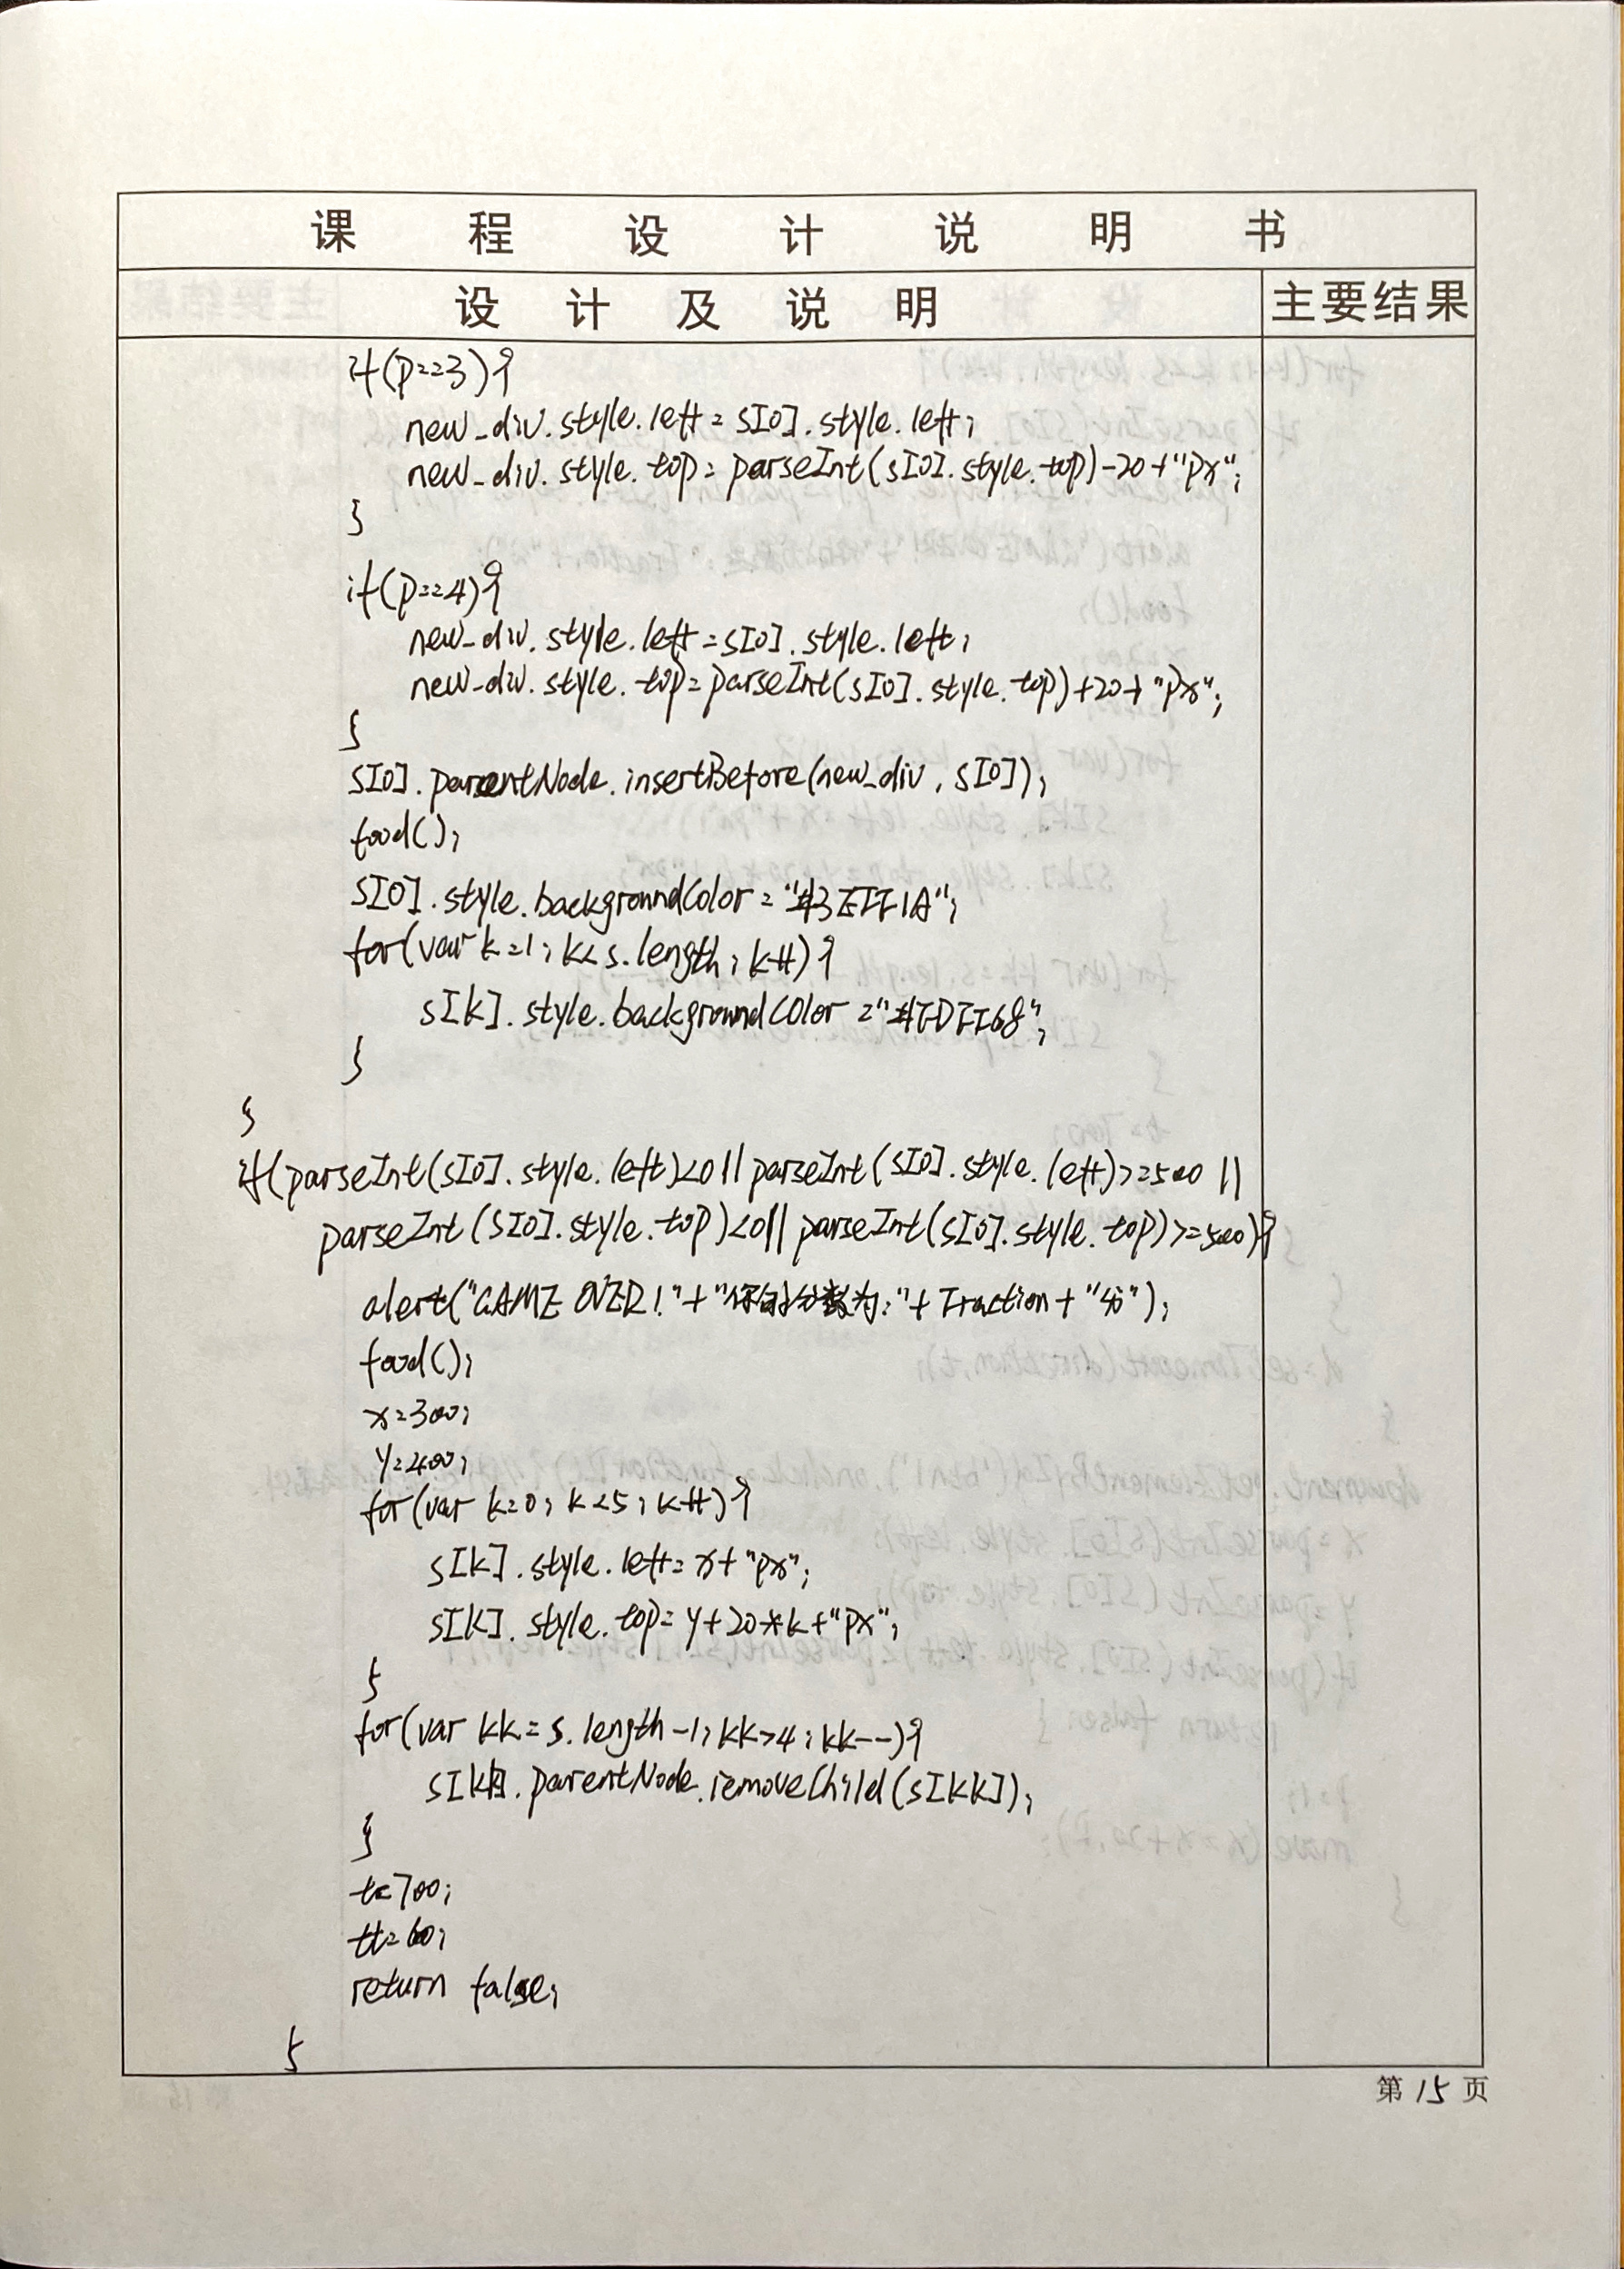 课程设计说明书
设计及说明 主要结果
if(p==3){
new_div.style.left=s[0].style.left;
new_div.style.top=parseInt(s[0].style.top)-20+"px";
}
if(p==4){
new_div.style.left=s[0].style.left;
new_div.style.top=parseInt(s[0].style.top)+20+"px";
}
s[0].parentNode.insertBefore(new_div,s[0]);
food();
s[0].style.backgroundColor="#3EFF1A";
for(var k=1;k<s.length;k++){
s[k].style.backgroundColor="#FDFF68";
}
}
if(parseInt(s[0].style.left)<0||parseInt(s[0].style.left)>=500||
parseInt(s[0].style.top)<0||parseInt(s[0].style.top)>=500){
alert("GAME OVER!"+"你的分数为:"+Fraction+"分");
food();
x=300;
y=400;
for(var k=0;k<5;k++){
s[k].style.left=x+"px";
s[k].style.top=y+20*k+"px";
}
for(var kk=s.length-1;kk>4;kk--){
s[kk].parentNode.removeChild(s[kk]);
}
t=700;
tt=60;
return false;
}
第15页